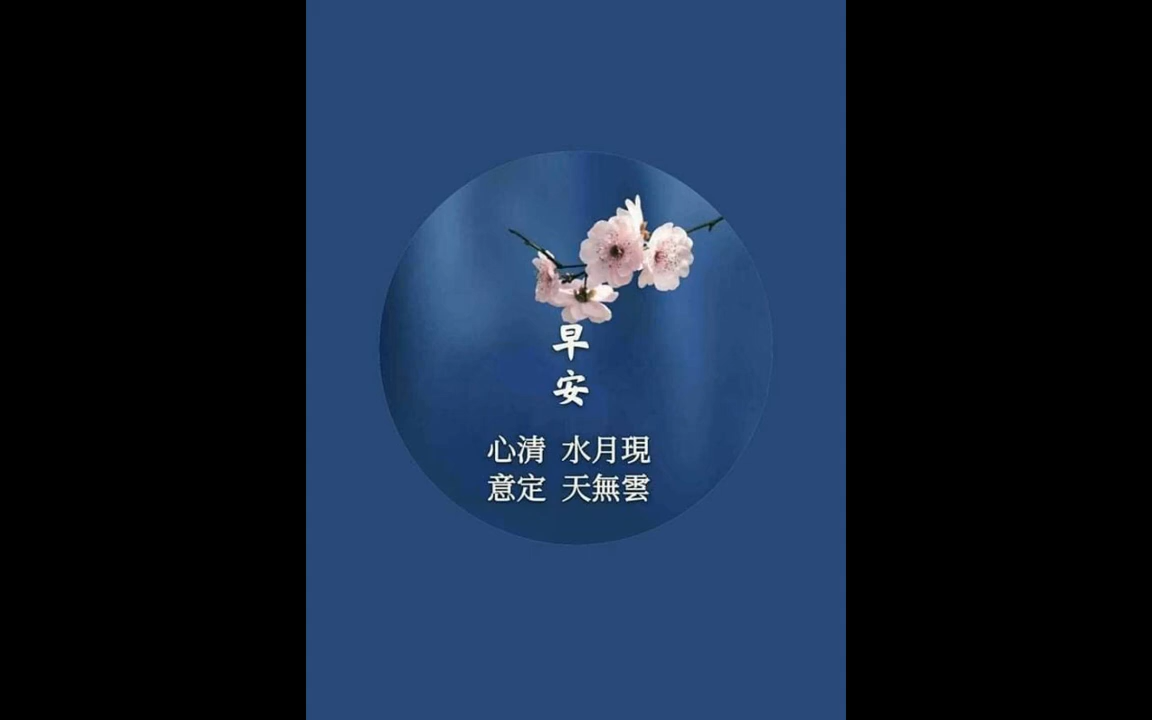 早
安
心清 水月現
意定 天無雲